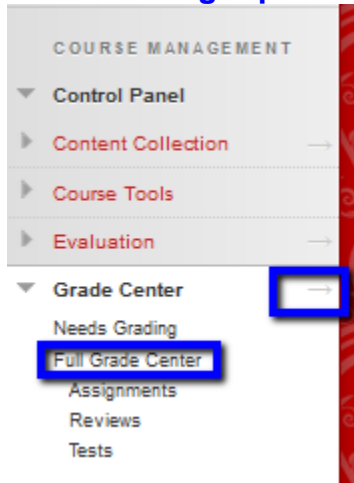 COURSE MANAGEMENT
Control Panel
Content Collection
Course Tools
Evaluation
Grade Center
Needs Grading
Full Grade Center
Assignments
Reviews
Tests